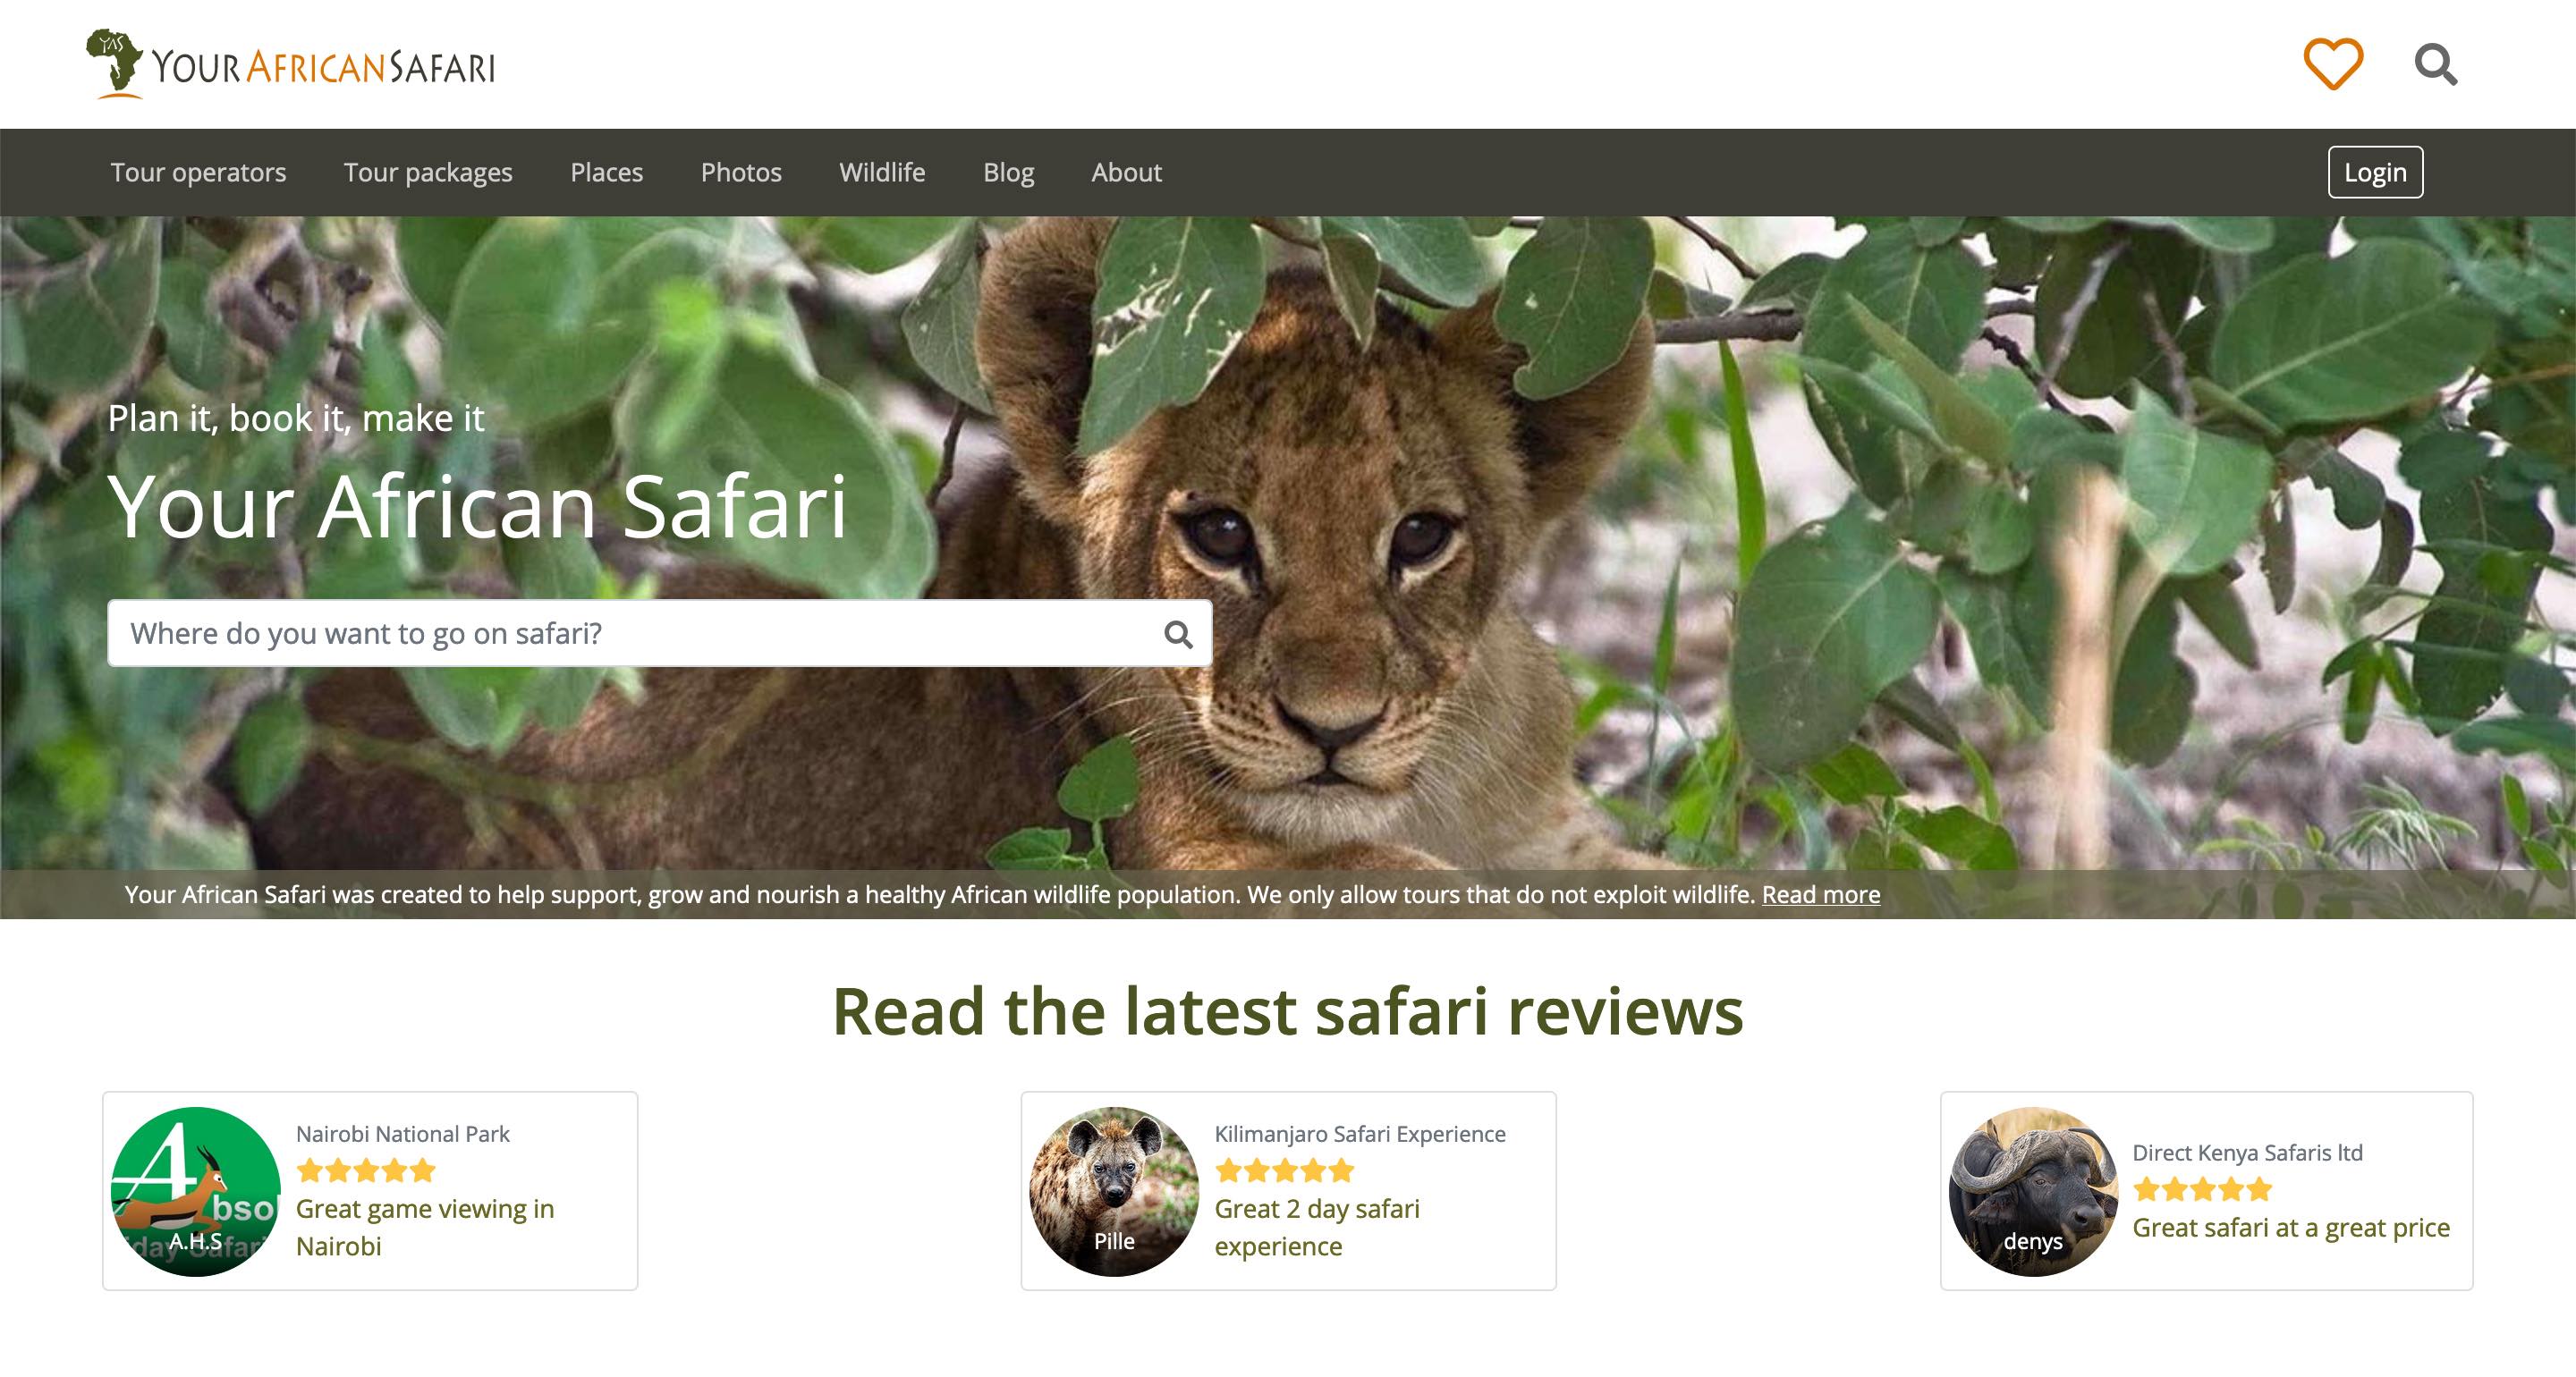 YAS
YOUR AFRICAN SAFARI
Tour operators Tour packages Places Photos Wildlife Blog About Login
Plan it, book it, make it
Your African Safari
Where do you want to go on safari?
Your African Safari was created to help support, grow and nourish a healthy African wildlife population. We only allow tours that do not exploit wildlife. Read more
Read the latest safari reviews
A
bsol
day Safari
A.H.S
Nairobi National Park
Great game viewing in
Nairobi
Pille
Kilimanjaro Safari Experience
Great 2 day safari
experience
denys
Direct Kenya Safaris ltd
Great safari at a great price